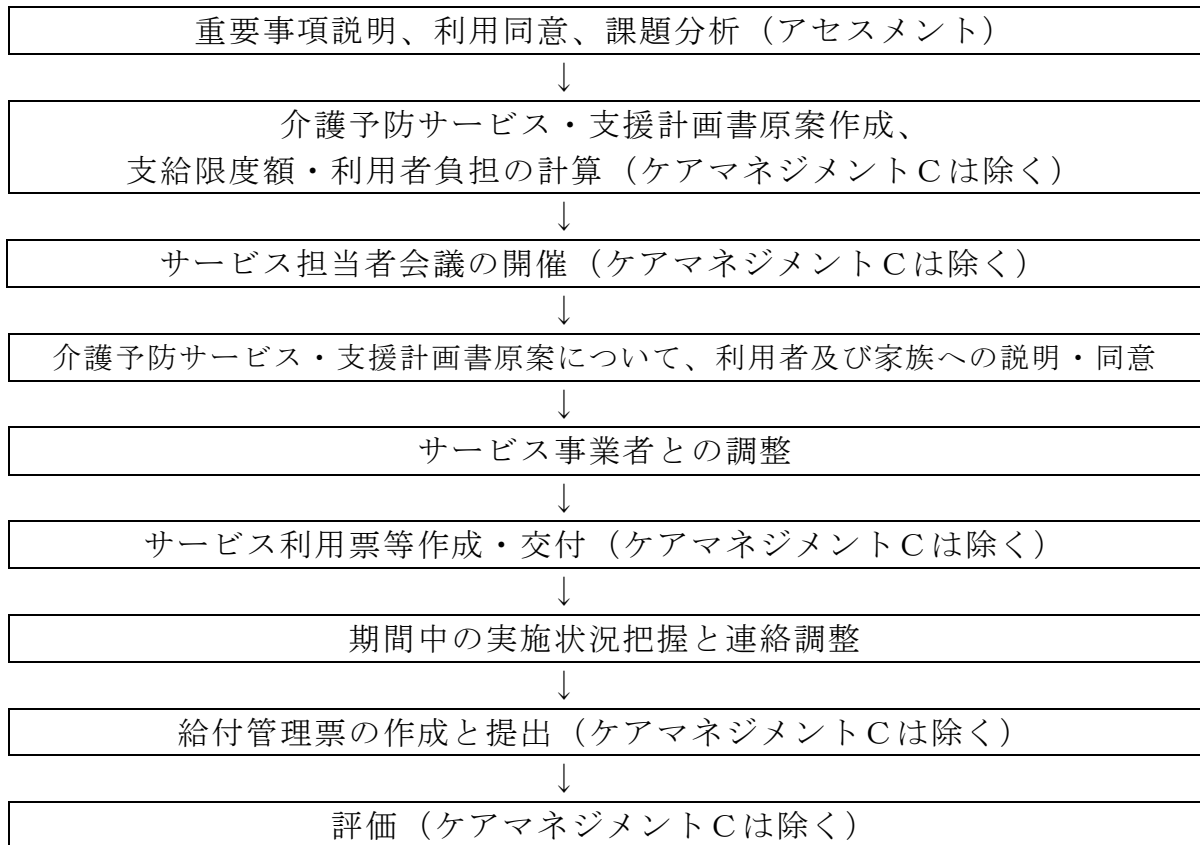 重要事項説明、利用同意、課題分析（アセスメント）
↓
介護予防サービス・支援計画書原案作成、
支給限度額・利用者負担の計算（ケアマネジメントＣは除く）
↓
サービス担当者会議の開催（ケアマネジメントＣは除く）
↓
介護予防サービス・支援計画書原案について、利用者及び家族への説明・同意
↓
サービス事業者との調整
↓
サービス利用票等作成・交付（ケアマネジメントＣは除く）
↓
期間中の実施状況把握と連絡調整
↓
給付管理票の作成と提出（ケアマネジメントＣは除く）
↓
評価（ケアマネジメントＣは除く）